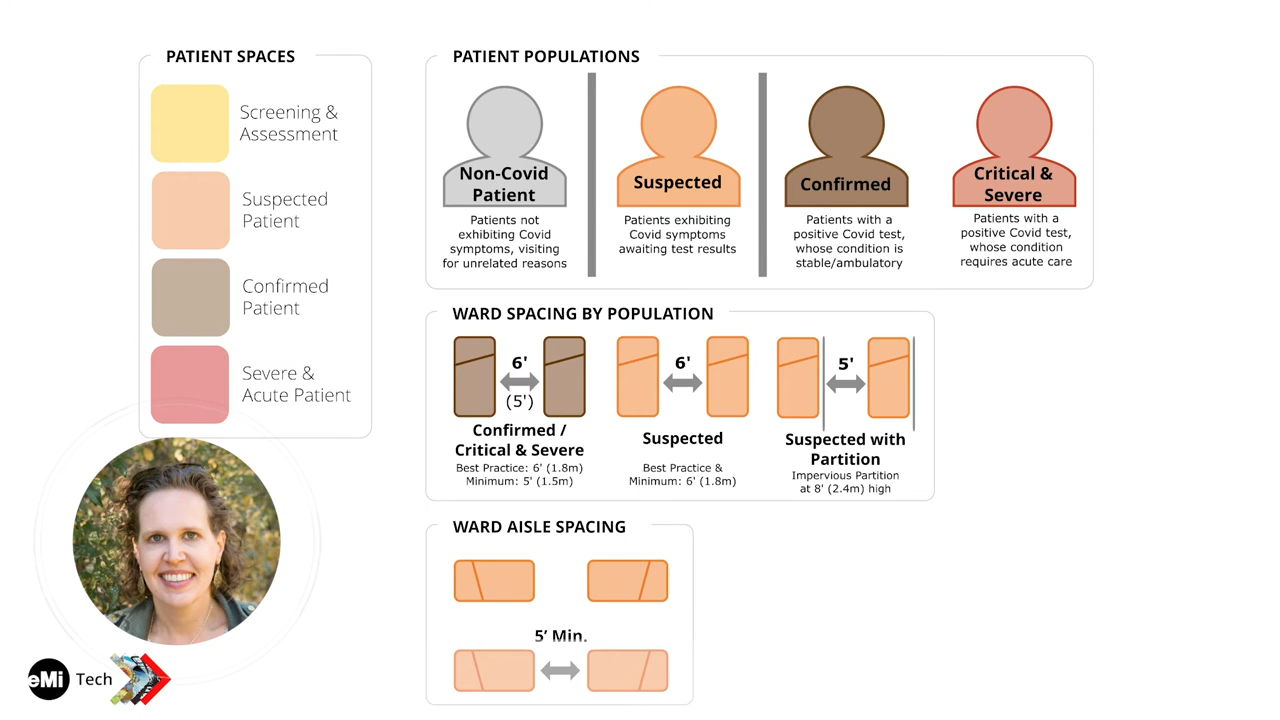 PATIENT SPACES
Screening &
Assessment
Suspected
Patient
Confirmed
Patient
Severe &
Acute Patient
PATIENT POPULATIONS
Non-Covid
Patient
Patients not
exhibiting Covid
symptoms, visiting
for unrelated reasons
Suspected
Patients exhibiting
Covid symptoms
awaiting test results
Confirmed
Patients with a
positive Covid test,
whose condition is
stable/ambulatory
Critical &
Severe
Patients with a
positive Covid test,
whose condition
requires acute care
WARD SPACING BY POPULATION
6'
(5')
Confirmed /
Critical & Severe
Best Practice: 6' (1.8m)
Minimum: 5' (1.5m)
6'
Suspected
Best Practice &
Minimum: 6' (1.8m)
5'
Suspected with
Partition
Impervious Partition
at 8' (2.4m) high
WARD AISLE SPACING
5’ Min.
eMi Tech